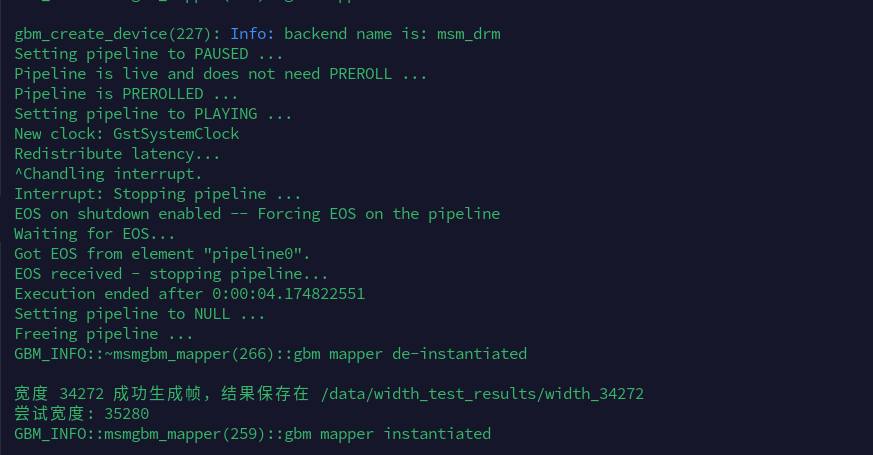 gbm_create_device(227): Info: backend name is: msm_drm
Setting pipeline to PAUSED ...
Pipeline is live and does not need PREROLL ...
Pipeline is PREROLLED ...
Setting pipeline to PLAYING ...
New clock: GstSystemClock
Redistribute latency...
^Chandling interrupt.
Interrupt: Stopping pipeline ...
EOS on shutdown enabled -- Forcing EOS on the pipeline
Waiting for EOS...
Got EOS from element "pipeline0".
EOS received - stopping pipeline...
Execution ended after 0:00:04.174822551
Setting pipeline to NULL ...
Freeing pipeline ...
GBM_INFO::~msmgbm_mapper(266)::gbm mapper de-instantiated
宽度 34272 成功生成帧，结果保存在 /data/width_test_results/width_34272
尝试宽度: 35280
GBM_INFO::msmgbm_mapper(259)::gbm mapper instantiated